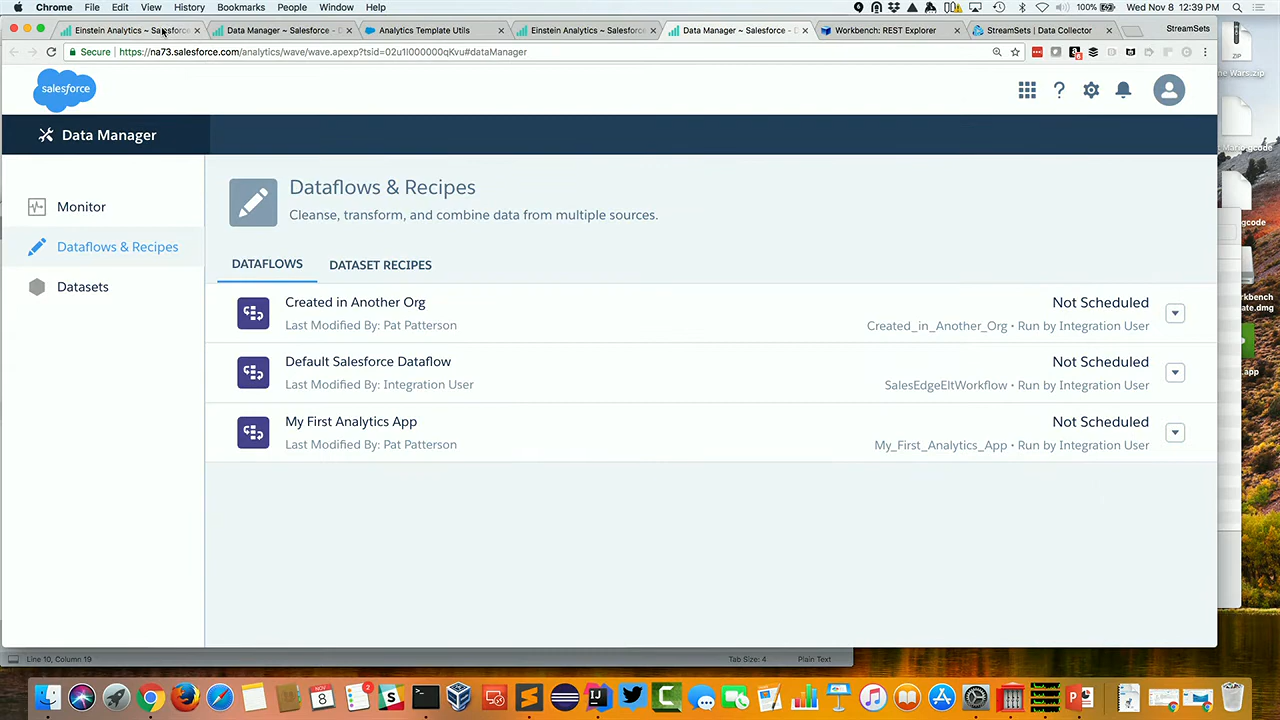 Chrome File Edit View History Bookmarks People Window Help 100% Wed Nov 8 12:39 PM
Einstein Analytics ~ Salesforce Data Manager ~ Salesforce - D Analytics Template Utils Einstein Analytics ~ Salesforce Data Manager ~ Salesforce - D Workbench: REST Explorer StreamSets | Data Collector StreamSets
Secure https://na73.salesforce.com/analytics/wave/wave.apexp?tsid=02u1I000000qKvu#dataManager
salesforce
Data Manager
Monitor
Dataflows & Recipes
Datasets
Dataflows & Recipes
Cleanse, transform, and combine data from multiple sources.
DATAFLOWS DATASET RECIPES
Created in Another Org Not Scheduled
Last Modified By: Pat Patterson Created_in_Another_Org • Run by Integration User
Default Salesforce Dataflow Not Scheduled
Last Modified By: Integration User SalesEdgeEltWorkflow • Run by Integration User
My First Analytics App Not Scheduled
Last Modified By: Pat Patterson My_First_Analytics_App • Run by Integration User
Line 10, Column 19 Tab Size: 4 Plain Text